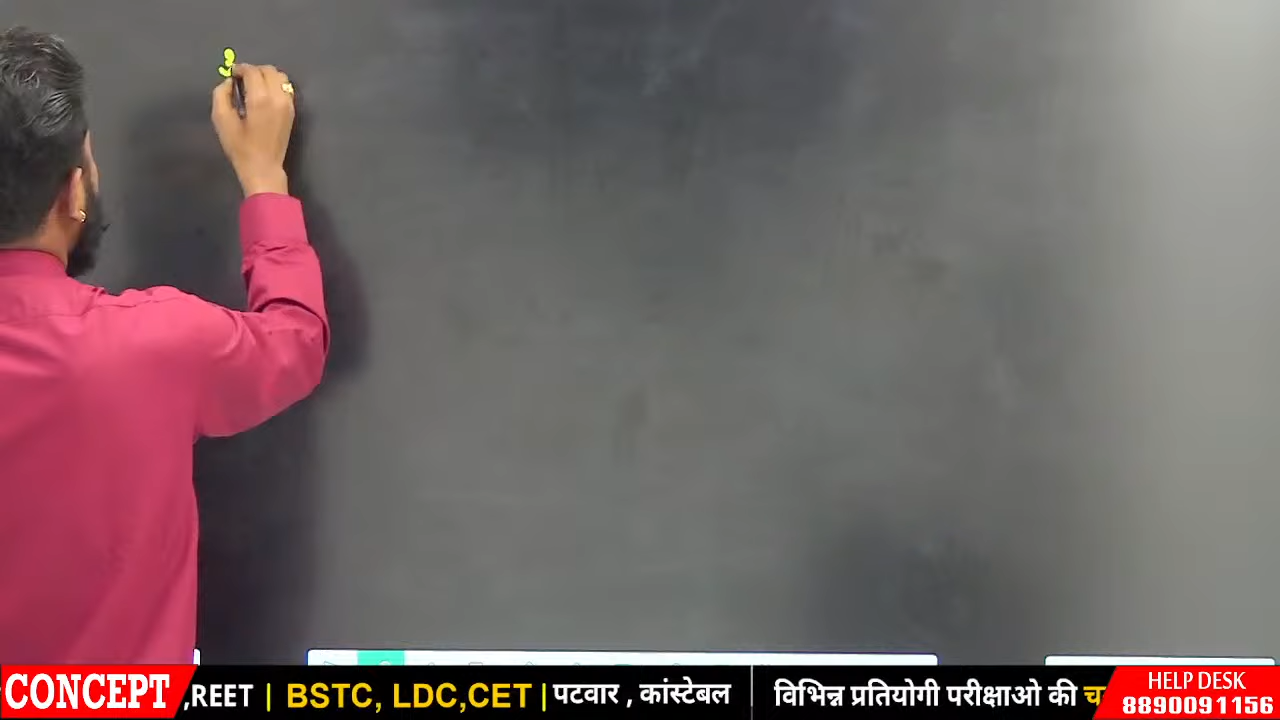 CONCEPT ,REET | BSTC, LDC,CET | पटवार , कांस्टेबल | विभिन्न प्रतियोगी परीक्षाओ की
HELP DESK
8890091156